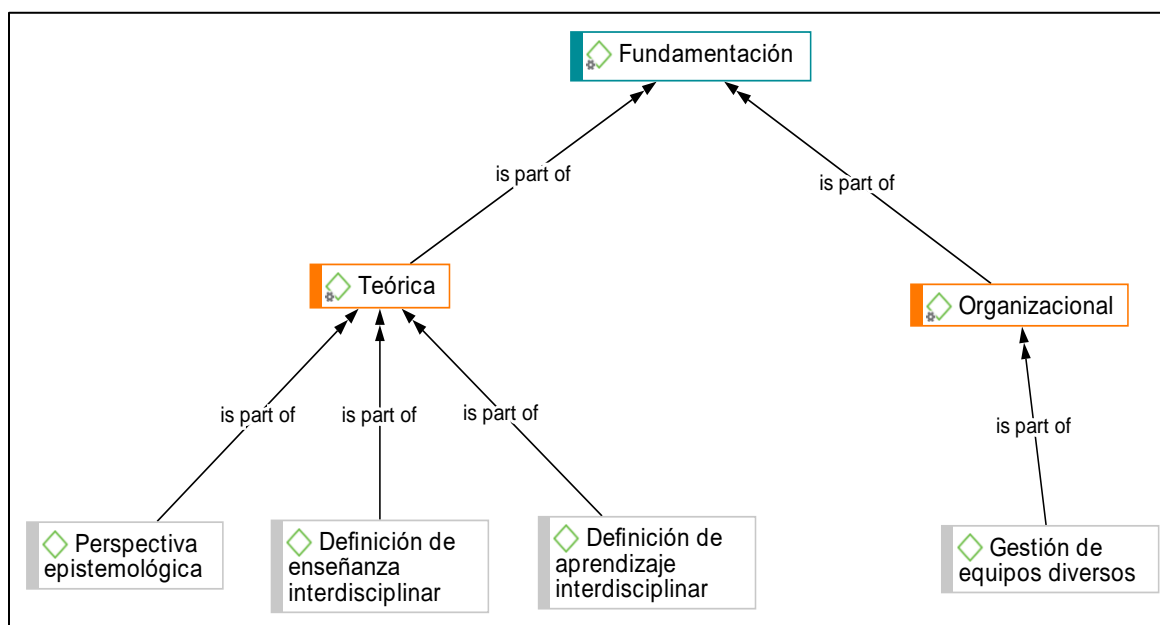 Fundamentación
is part of
is part of
Teórica
Organizacional
is part of
is part of
is part of
is part of
Perspectiva
epistemológica
Definición de
enseñanza
interdisciplinar
Definición de
aprendizaje
interdisciplinar
Gestión de
equipos diversos